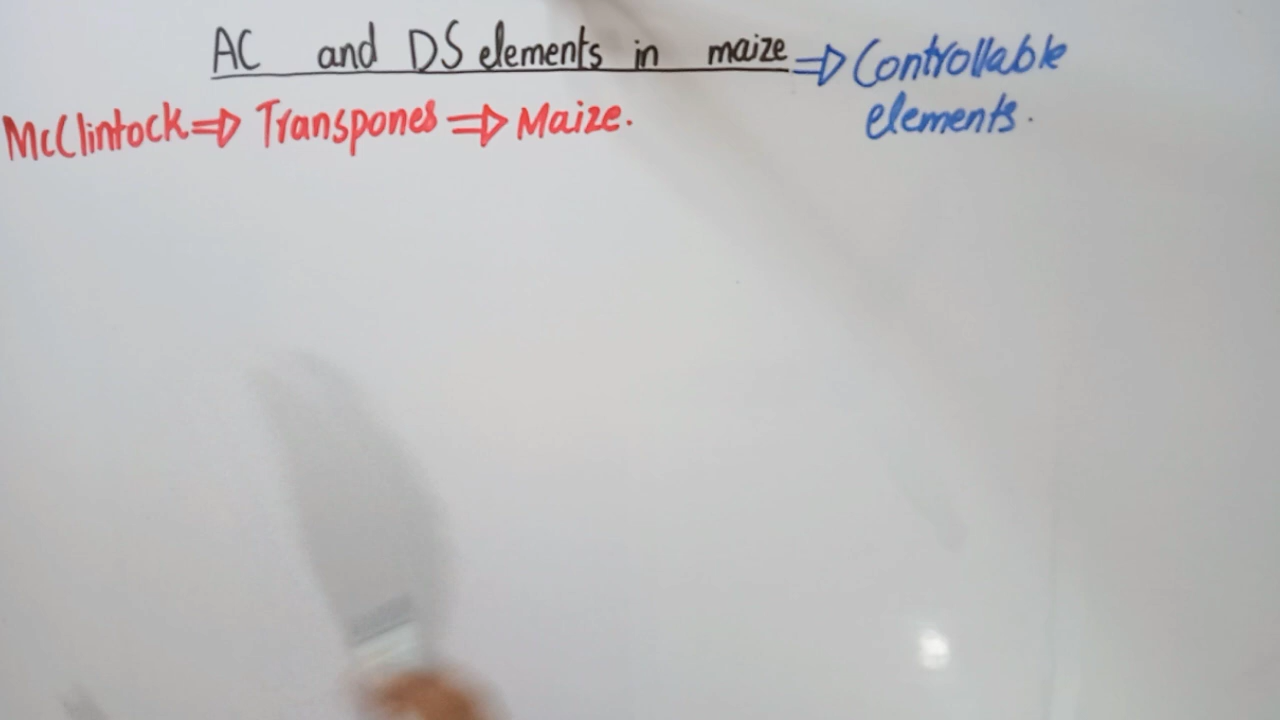 AC and DS elements in maize ⇒ Controllable
elements.
McClintock ⇒ Transpones ⇒ Maize.